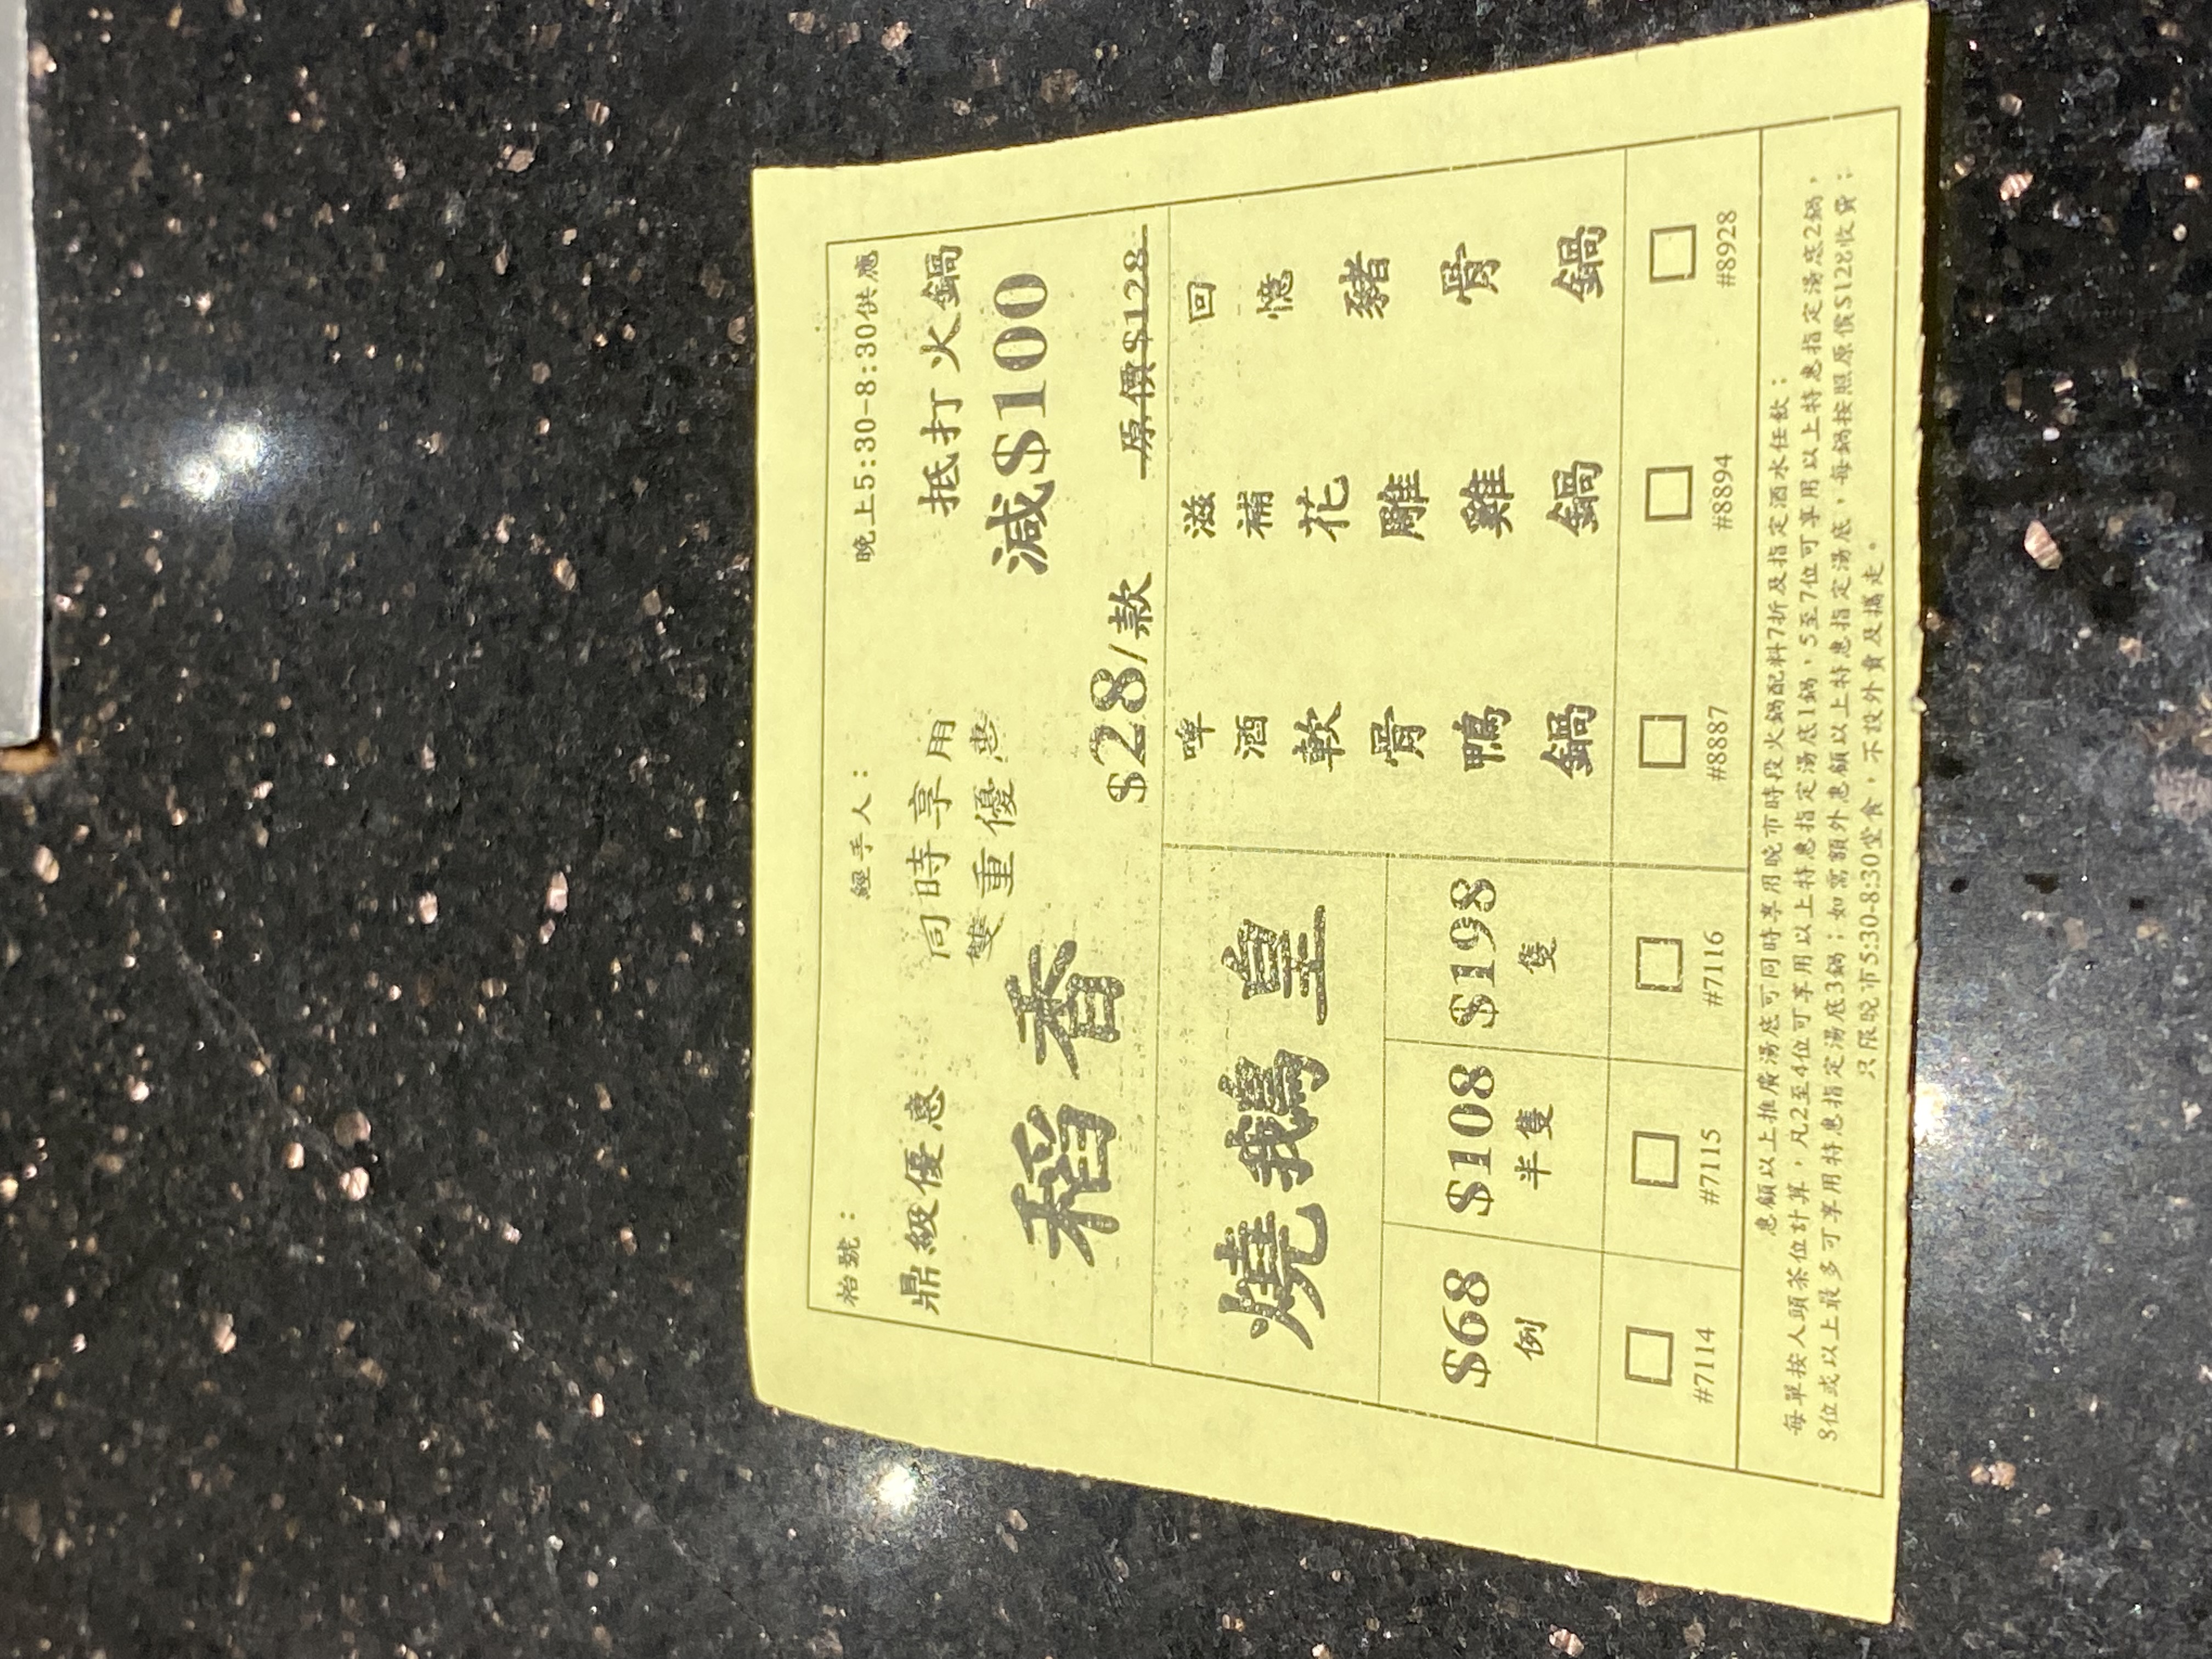 枱號：
經手人：
晚上5:30-8:30供應
鼎級優惠
同時享用
雙重優惠
抵打火鍋
減$100
稻香
$28/款
原價$128
燒鵝皇
$68
例
$108
半隻
$198
隻
啤酒軟骨鴨鍋
滋補花雕雞鍋
回憶豬骨鍋
□ □ □ □ □ □
#7114 #7115 #7116 #8887 #8894 #8928
惠顧以上推廣湯底可同時享用晚市時段火鍋配料7折及指定酒水任飲；
每單按人頭茶位計算，凡2至4位可享用以上特惠指定湯底1鍋，5至7位可享用以上特惠指定湯底2鍋，
8位或以上最多可享用特惠指定湯底3鍋；如需額外惠顧以上特惠指定湯底，每鍋按照原價$128收費；
只限晚市5:30-8:30堂食，不設外賣及攜走。